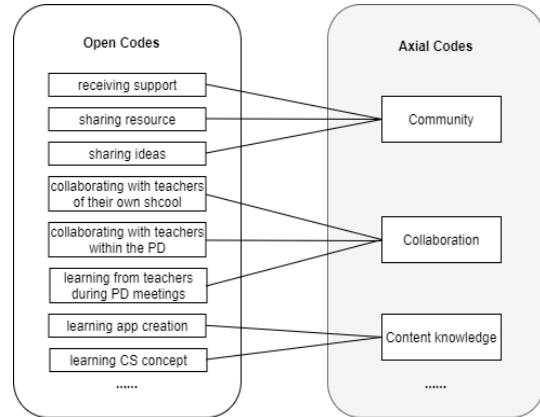 Open Codes
receiving support
sharing resource
sharing ideas
collaborating with teachers
of their own shcool
collaborating with teachers
within the PD
learning from teachers
during PD meetings
learning app creation
learning CS concept
......
Axial Codes
Community
Collaboration
Content knowledge
......